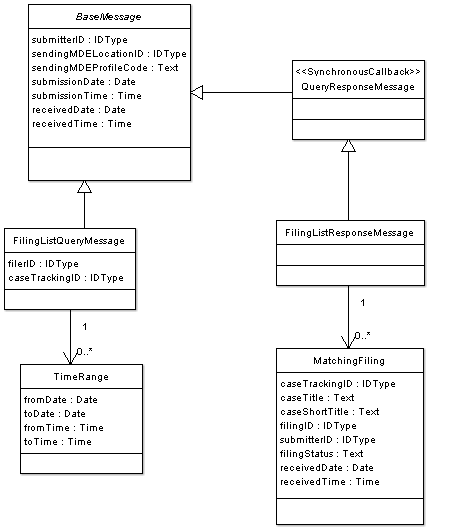 BaseMessage
submitterID : IDType
sendingMDELocationID : IDType
sendingMDEProfileCode : Text
submissionDate : Date
submissionTime : Time
receivedDate : Date
receivedTime : Time
<<SynchronousCallback>>
QueryResponseMessage
FilingListQueryMessage
filerID : IDType
caseTrackingID : IDType
FilingListResponseMessage
1
0..*
1
0..*
TimeRange
fromDate : Date
toDate : Date
fromTime : Time
toTime : Time
MatchingFiling
caseTrackingID : IDType
caseTitle : Text
caseShortTitle : Text
filingID : IDType
submitterID : IDType
filingStatus : Text
receivedDate : Date
receivedTime : Time